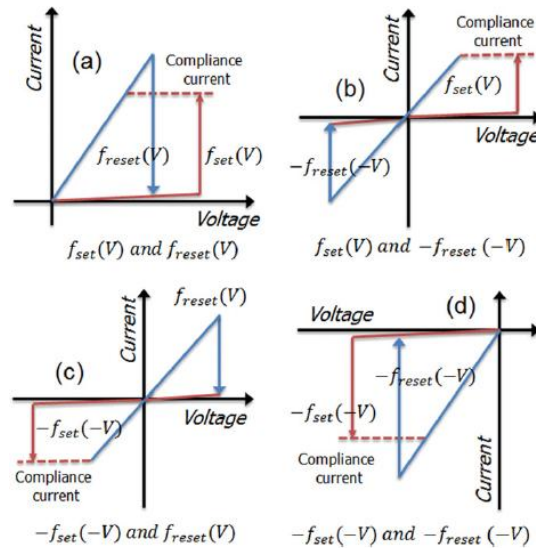 Current
(a)
Compliance
current
f_reset(V)
f_set(V)
Voltage
f_set(V) and f_reset(V)
Current
Compliance
current
(b)
f_set(V)
Voltage
-f_reset(-V)
f_set(V) and -f_reset (-V)
Current
f_reset(V)
(c)
Voltage
-f_set(-V)
Compliance
current
-f_set(-V) and f_reset(V)
(d)
Voltage
-f_reset(-V)
-f_set(-V)
Compliance
current
Current
-f_set(-V) and -f_reset (-V)